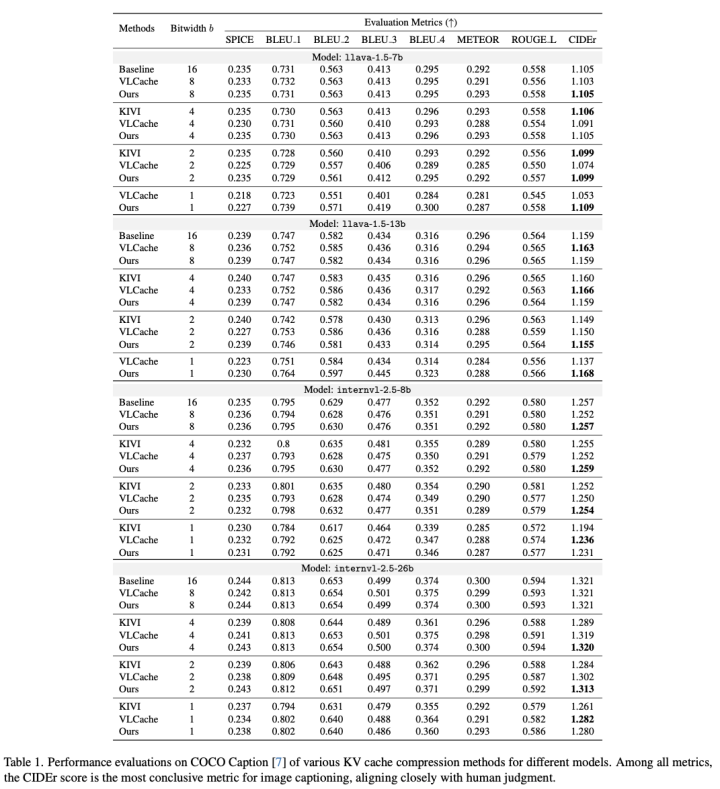 Methods Bitwidth b Evaluation Metrics (↑)
SPICE BLEU.1 BLEU.2 BLEU.3 BLEU.4 METEOR ROUGE.L CIDEr
Model: llava-1.5-7b
Baseline 16 0.235 0.731 0.563 0.413 0.295 0.292 0.558 1.105
VLCache 8 0.233 0.732 0.563 0.413 0.295 0.291 0.556 1.103
Ours 8 0.235 0.731 0.563 0.413 0.295 0.293 0.558 1.105
KIVI 4 0.235 0.730 0.563 0.413 0.296 0.293 0.558 1.106
VLCache 4 0.230 0.731 0.560 0.410 0.293 0.288 0.554 1.091
Ours 4 0.235 0.730 0.563 0.413 0.296 0.293 0.558 1.105
KIVI 2 0.235 0.728 0.560 0.410 0.293 0.292 0.556 1.099
VLCache 2 0.225 0.729 0.557 0.406 0.289 0.285 0.550 1.074
Ours 2 0.235 0.729 0.561 0.412 0.295 0.292 0.557 1.099
VLCache 1 0.218 0.723 0.551 0.401 0.284 0.281 0.545 1.053
Ours 1 0.227 0.739 0.571 0.419 0.300 0.287 0.558 1.109
Model: llava-1.5-13b
Baseline 16 0.239 0.747 0.582 0.434 0.316 0.296 0.564 1.159
VLCache 8 0.236 0.752 0.585 0.436 0.316 0.294 0.565 1.163
Ours 8 0.239 0.747 0.582 0.434 0.316 0.296 0.565 1.159
KIVI 4 0.240 0.747 0.583 0.435 0.316 0.296 0.565 1.160
VLCache 4 0.233 0.752 0.586 0.436 0.317 0.292 0.563 1.166
Ours 4 0.239 0.747 0.582 0.434 0.316 0.296 0.564 1.159
KIVI 2 0.240 0.742 0.578 0.430 0.313 0.296 0.563 1.149
VLCache 2 0.227 0.753 0.586 0.436 0.316 0.288 0.559 1.150
Ours 2 0.239 0.746 0.581 0.433 0.314 0.295 0.564 1.155
VLCache 1 0.223 0.751 0.584 0.434 0.314 0.284 0.556 1.137
Ours 1 0.230 0.764 0.597 0.445 0.323 0.288 0.566 1.168
Model: internvl-2.5-8b
Baseline 16 0.235 0.795 0.629 0.477 0.352 0.292 0.580 1.257
VLCache 8 0.236 0.794 0.628 0.476 0.351 0.291 0.580 1.252
Ours 8 0.236 0.795 0.630 0.476 0.351 0.292 0.580 1.257
KIVI 4 0.232 0.8 0.635 0.481 0.355 0.289 0.580 1.255
VLCache 4 0.237 0.793 0.628 0.475 0.350 0.291 0.579 1.252
Ours 4 0.236 0.795 0.630 0.477 0.352 0.292 0.580 1.259
KIVI 2 0.233 0.801 0.635 0.480 0.354 0.290 0.581 1.252
VLCache 2 0.235 0.793 0.628 0.474 0.349 0.290 0.577 1.250
Ours 2 0.232 0.798 0.632 0.477 0.351 0.289 0.579 1.254
KIVI 1 0.230 0.784 0.617 0.464 0.339 0.285 0.572 1.194
VLCache 1 0.232 0.792 0.625 0.472 0.347 0.288 0.574 1.236
Ours 1 0.231 0.792 0.625 0.471 0.346 0.287 0.577 1.231
Model: internvl-2.5-26b
Baseline 16 0.244 0.813 0.653 0.499 0.374 0.300 0.594 1.321
VLCache 8 0.242 0.813 0.654 0.501 0.375 0.299 0.593 1.321
Ours 8 0.244 0.813 0.654 0.499 0.374 0.300 0.593 1.321
KIVI 4 0.239 0.808 0.644 0.489 0.361 0.296 0.588 1.289
VLCache 4 0.241 0.813 0.653 0.501 0.375 0.298 0.591 1.319
Ours 4 0.243 0.813 0.654 0.500 0.374 0.300 0.594 1.320
KIVI 2 0.239 0.806 0.643 0.488 0.362 0.296 0.588 1.284
VLCache 2 0.238 0.809 0.648 0.495 0.371 0.295 0.587 1.302
Ours 2 0.243 0.812 0.651 0.497 0.371 0.299 0.592 1.313
KIVI 1 0.237 0.794 0.631 0.479 0.355 0.292 0.579 1.261
VLCache 1 0.234 0.802 0.640 0.488 0.364 0.291 0.582 1.282
Ours 1 0.238 0.802 0.640 0.486 0.360 0.293 0.586 1.280
Table 1. Performance evaluations on COCO Caption [7] of various KV cache compression methods for different models. Among all metrics,
the CIDEr score is the most conclusive metric for image captioning, aligning closely with human judgment.